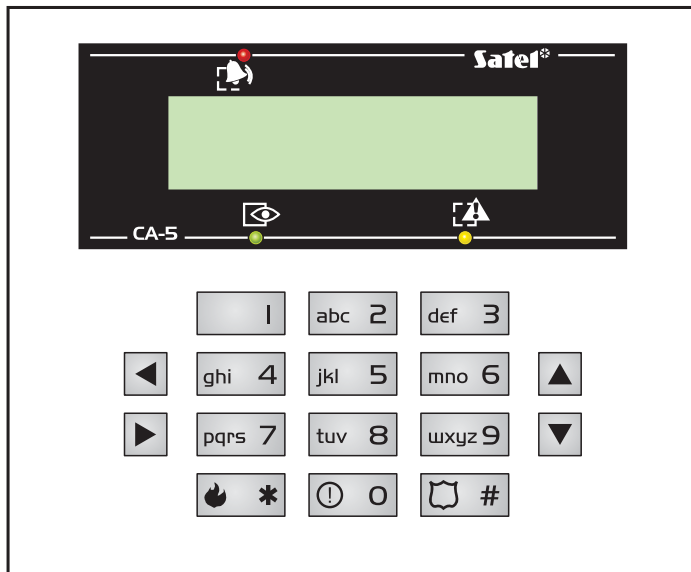 Satel
CA-5
1
abc 2
def 3
ghi 4
jkl 5
mno 6
pqrs 7
tuv 8
wxyz 9
*
! 0
#